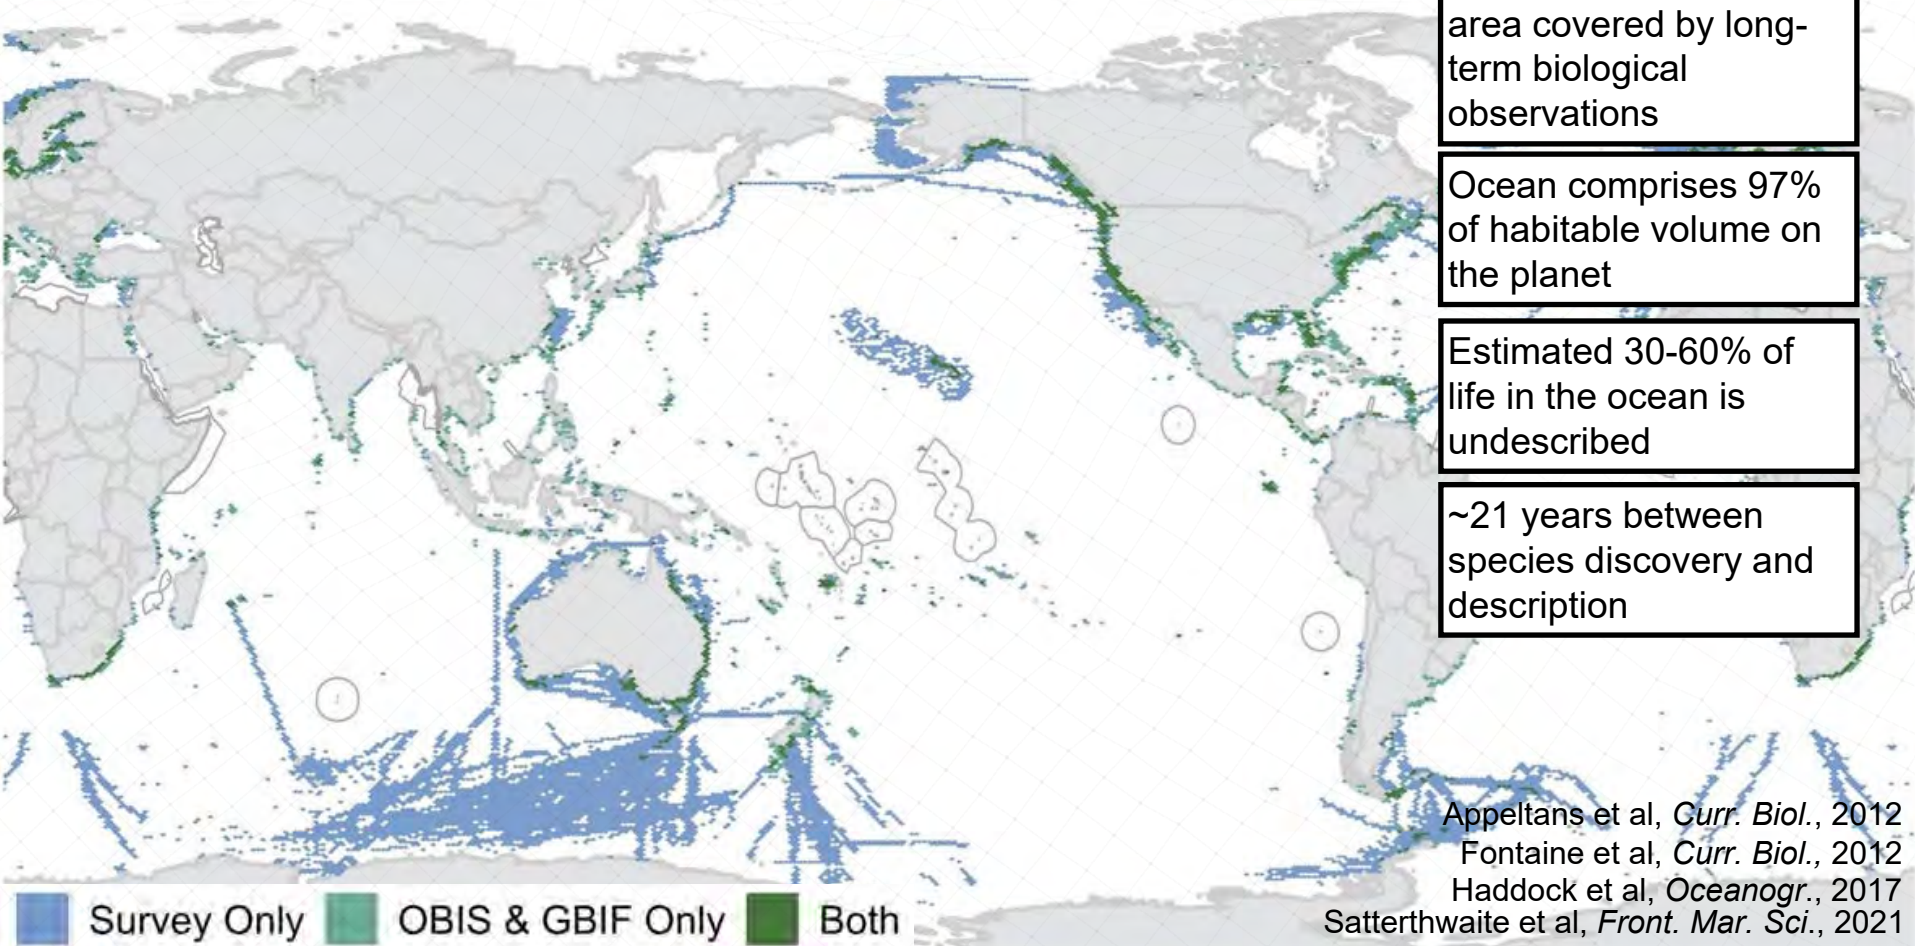 area covered by long-
term biological
observations
Ocean comprises 97%
of habitable volume on
the planet
Estimated 30-60% of
life in the ocean is
undescribed
~21 years between
species discovery and
description
Appeltans et al, Curr. Biol., 2012
Fontaine et al, Curr. Biol., 2012
Haddock et al, Oceanogr., 2017
Satterthwaite et al, Front. Mar. Sci., 2021
Survey Only OBIS & GBIF Only Both